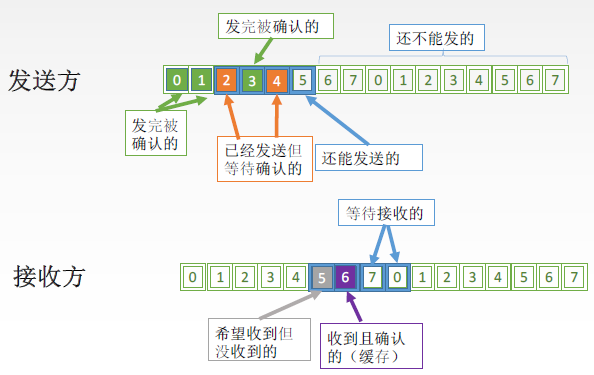 发完被确认的
还不能发的
发送方
0 1 2 3 4 5 6 7 0 1 2 3 4 5 6 7
发完被
确认的
已经发送但
等待确认的
还能发送的
等待接收的
接收方
0 1 2 3 4 5 6 7 0 1 2 3 4 5 6 7
希望收到但
没收到的
收到且确认
的（缓存）